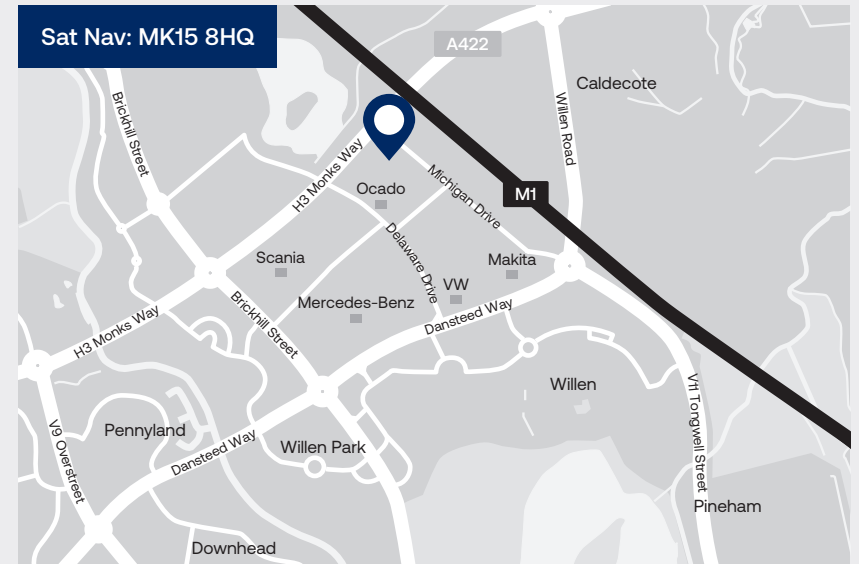 Sat Nav: MK15 8HQ
A422
Caldecote
Brickhill Street
Willen Road
H3 Monks Way
Michigan Drive
M1
Ocado
Delaware Drive
Scania
Makita
VW
Mercedes-Benz
Brickhill Street
Dansteed Way
H3 Monks Way
Willen
V11 Tongwell Street
Pennyland
V9 Overstreet
Dansteed Way
Willen Park
Pineham
Downhead